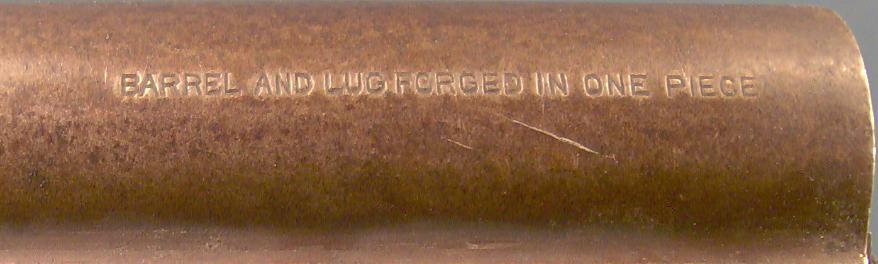 BARREL AND LUG FORGED IN ONE PIECE